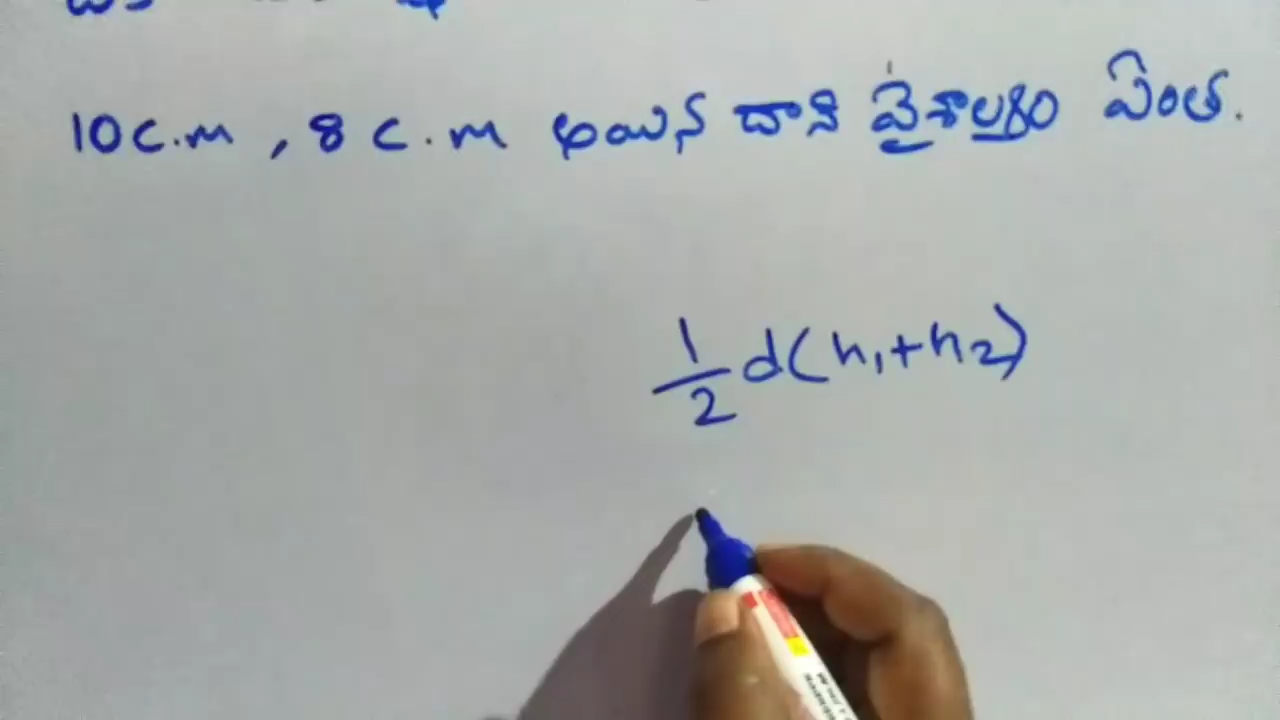 10 c.m , 8 c.m అయిన దాని వైశాల్యం ఏంత.
1/2 d(h₁+h₂)